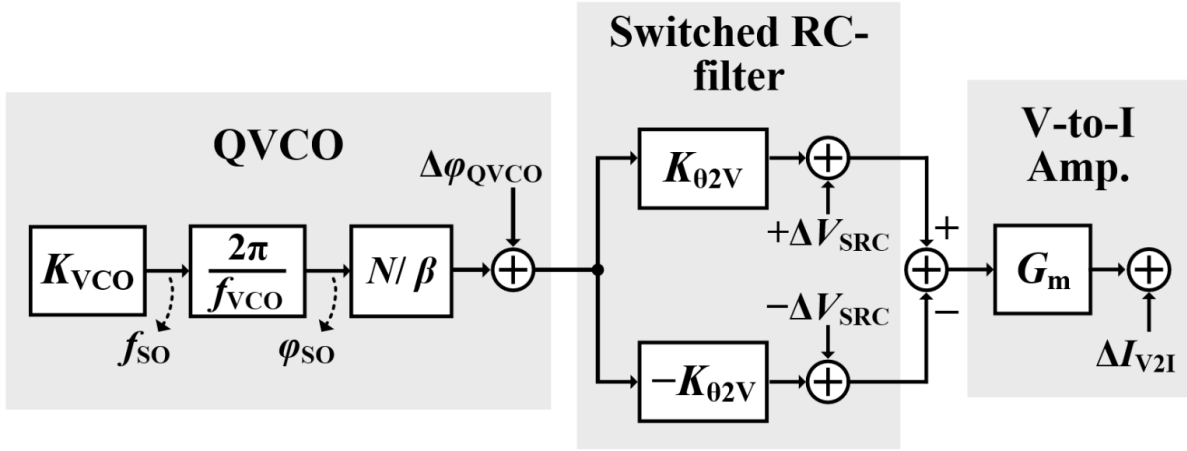 QVCO
Δφ_QVCO
K_VCO
2π
f_VCO
N/ β
f_SO
φ_SO
Switched RC-
filter
K_θ2V
+ΔV_SRC
−ΔV_SRC
−K_θ2V
+
−
V-to-I
Amp.
G_m
ΔI_V2I